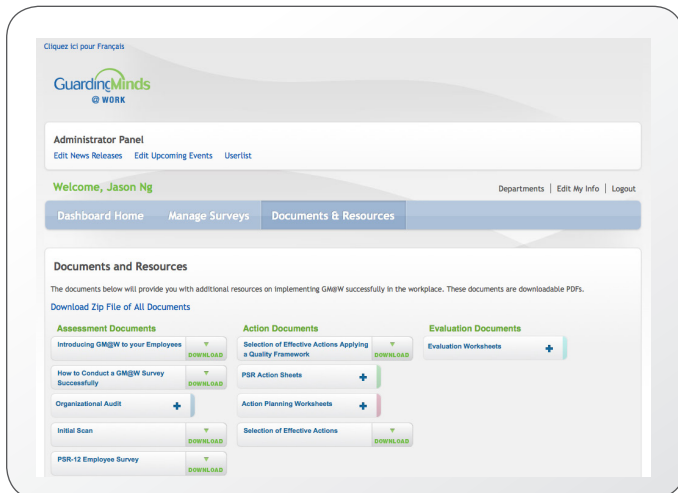 Cliquez ici pour Français
GuardingMinds
@ WORK
Administrator Panel
Edit News Releases Edit Upcoming Events Userlist
Welcome, Jason Ng
Departments | Edit My Info | Logout
Dashboard Home Manage Surveys Documents & Resources
Documents and Resources
The documents below will provide you with additional resources on implementing GM@W successfully in the workplace. These documents are downloadable PDFs.
Download Zip File of All Documents
Assessment Documents
Introducing GM@W to your Employees
DOWNLOAD
How to Conduct a GM@W Survey
Successfully
DOWNLOAD
Organizational Audit
Initial Scan
DOWNLOAD
PSR-12 Employee Survey
DOWNLOAD
Action Documents
Selection of Effective Actions Applying
a Quality Framework
DOWNLOAD
PSR Action Sheets
Action Planning Worksheets
Selection of Effective Actions
DOWNLOAD
Evaluation Documents
Evaluation Worksheets